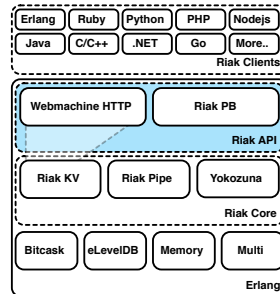 Erlang Ruby Python PHP Nodejs
Java C/C++ .NET Go More..
Riak Clients
Webmachine HTTP Riak PB
Riak API
Riak KV Riak Pipe Yokozuna
Riak Core
Bitcask eLevelDB Memory Multi
Erlang